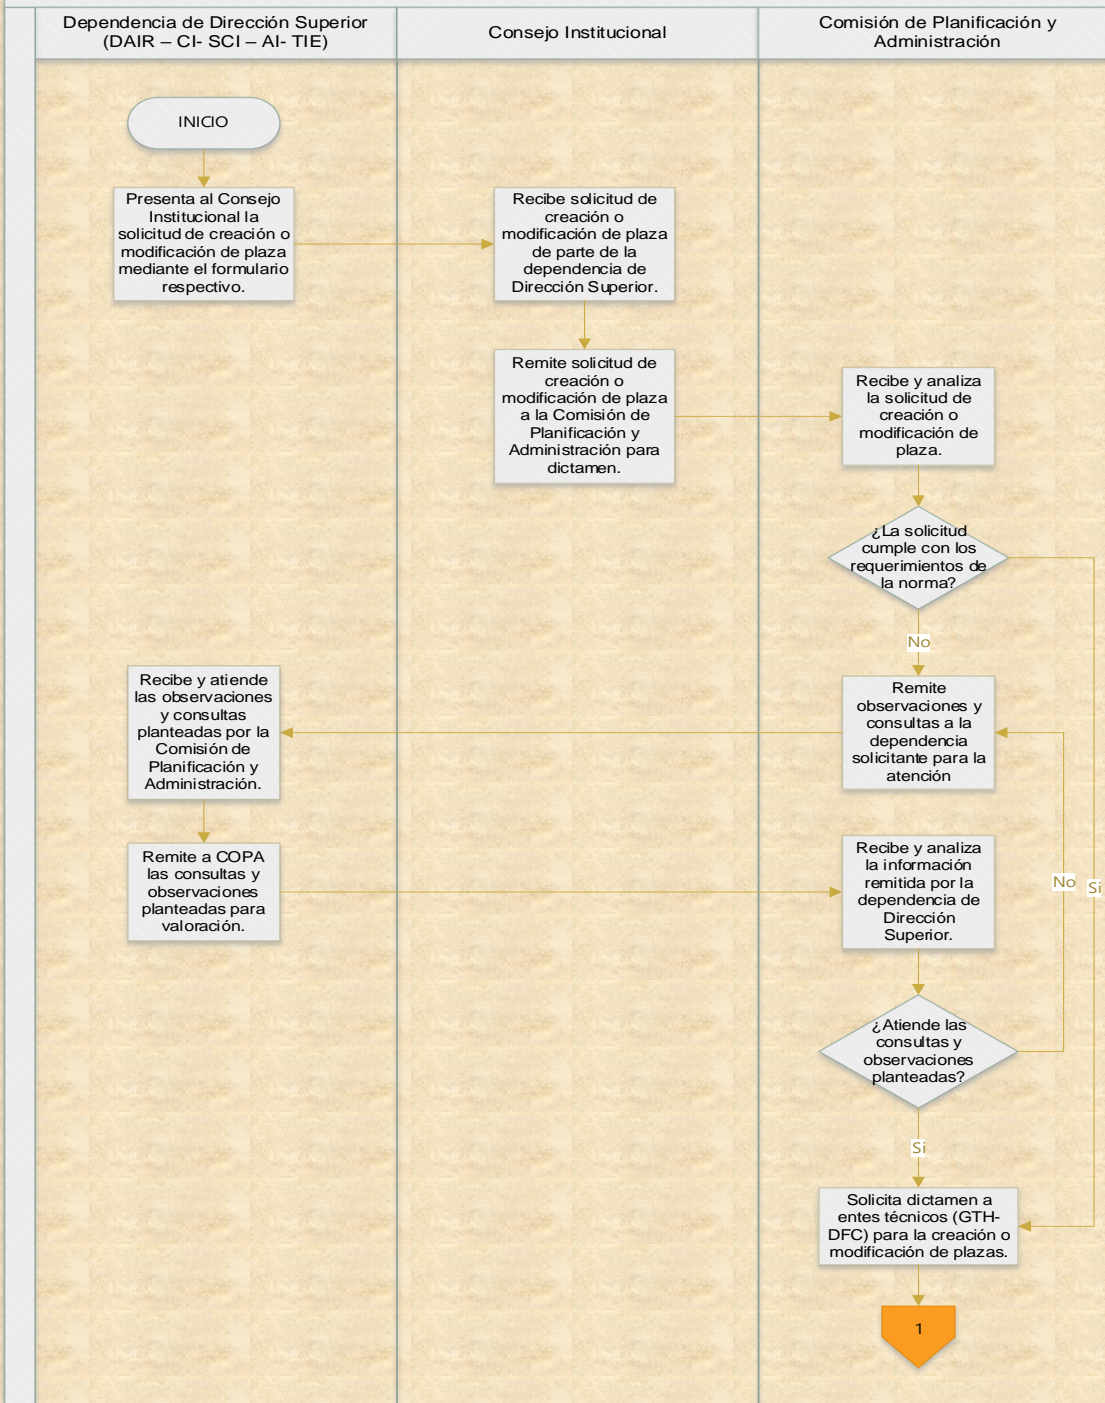 Dependencia de Dirección Superior
(DAIR – CI- SCI – AI- TIE)
Consejo Institucional
Comisión de Planificación y
Administración
INICIO
Presenta al Consejo
Institucional la
solicitud de creación o
modificación de plaza
mediante el formulario
respectivo.
Recibe solicitud de
creación o
modificación de plaza
de parte de la
dependencia de
Dirección Superior.
Remite solicitud de
creación o
modificación de plaza
a la Comisión de
Planificación y
Administración para
dictamen.
Recibe y analiza
la solicitud de
creación o
modificación de
plaza.
¿La solicitud
cumple con los
requerimientos de
la norma?
No
Remite
observaciones y
consultas a la
dependencia
solicitante para la
atención
Recibe y atiende
las observaciones
y consultas
planteadas por la
Comisión de
Planificación y
Administración.
Remite a COPA
las consultas y
observaciones
planteadas para
valoración.
Recibe y analiza
la información
remitida por la
dependencia de
Dirección
Superior.
No
Si
¿Atiende las
consultas y
observaciones
planteadas?
Si
Solicita dictamen a
entes técnicos (GTH-
DFC) para la creación o
modificación de plazas.
1